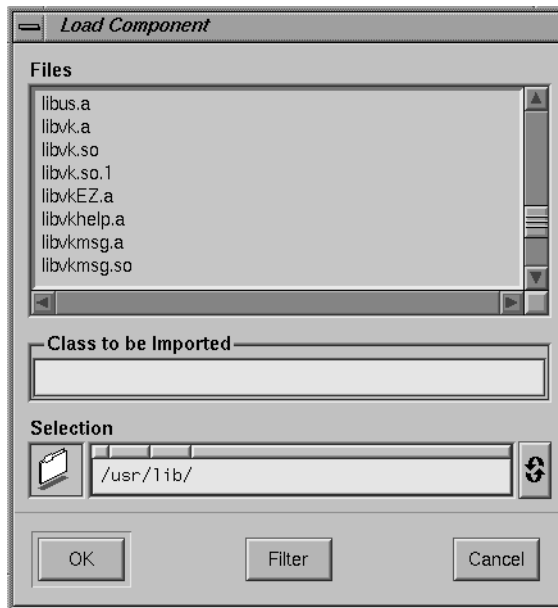 Load Component
Files
libus.a
libvk.a
libvk.so
libvk.so.1
libvkEZ.a
libvkhelp.a
libvkmsg.a
libvkmsg.so
Class to be Imported
Selection
/usr/lib/
OK Filter Cancel